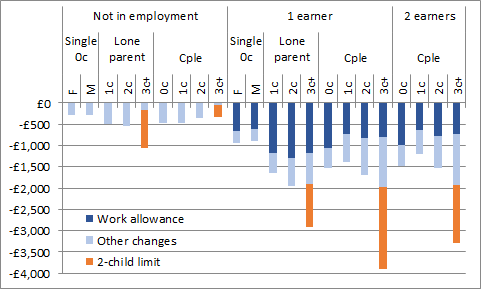 Not in employment 1 earner 2 earners
Single 0c Lone parent Cple Single 0c Lone parent Cple Cple
F M 1c 2c 3c+ 0c 1c 2c 3c+ F M 1c 2c 3c+ 0c 1c 2c 3c+ 0c 1c 2c 3c+
£0
-£500
-£1,000
-£1,500
-£2,000
-£2,500
-£3,000
-£3,500
-£4,000
Work allowance
Other changes
2-child limit